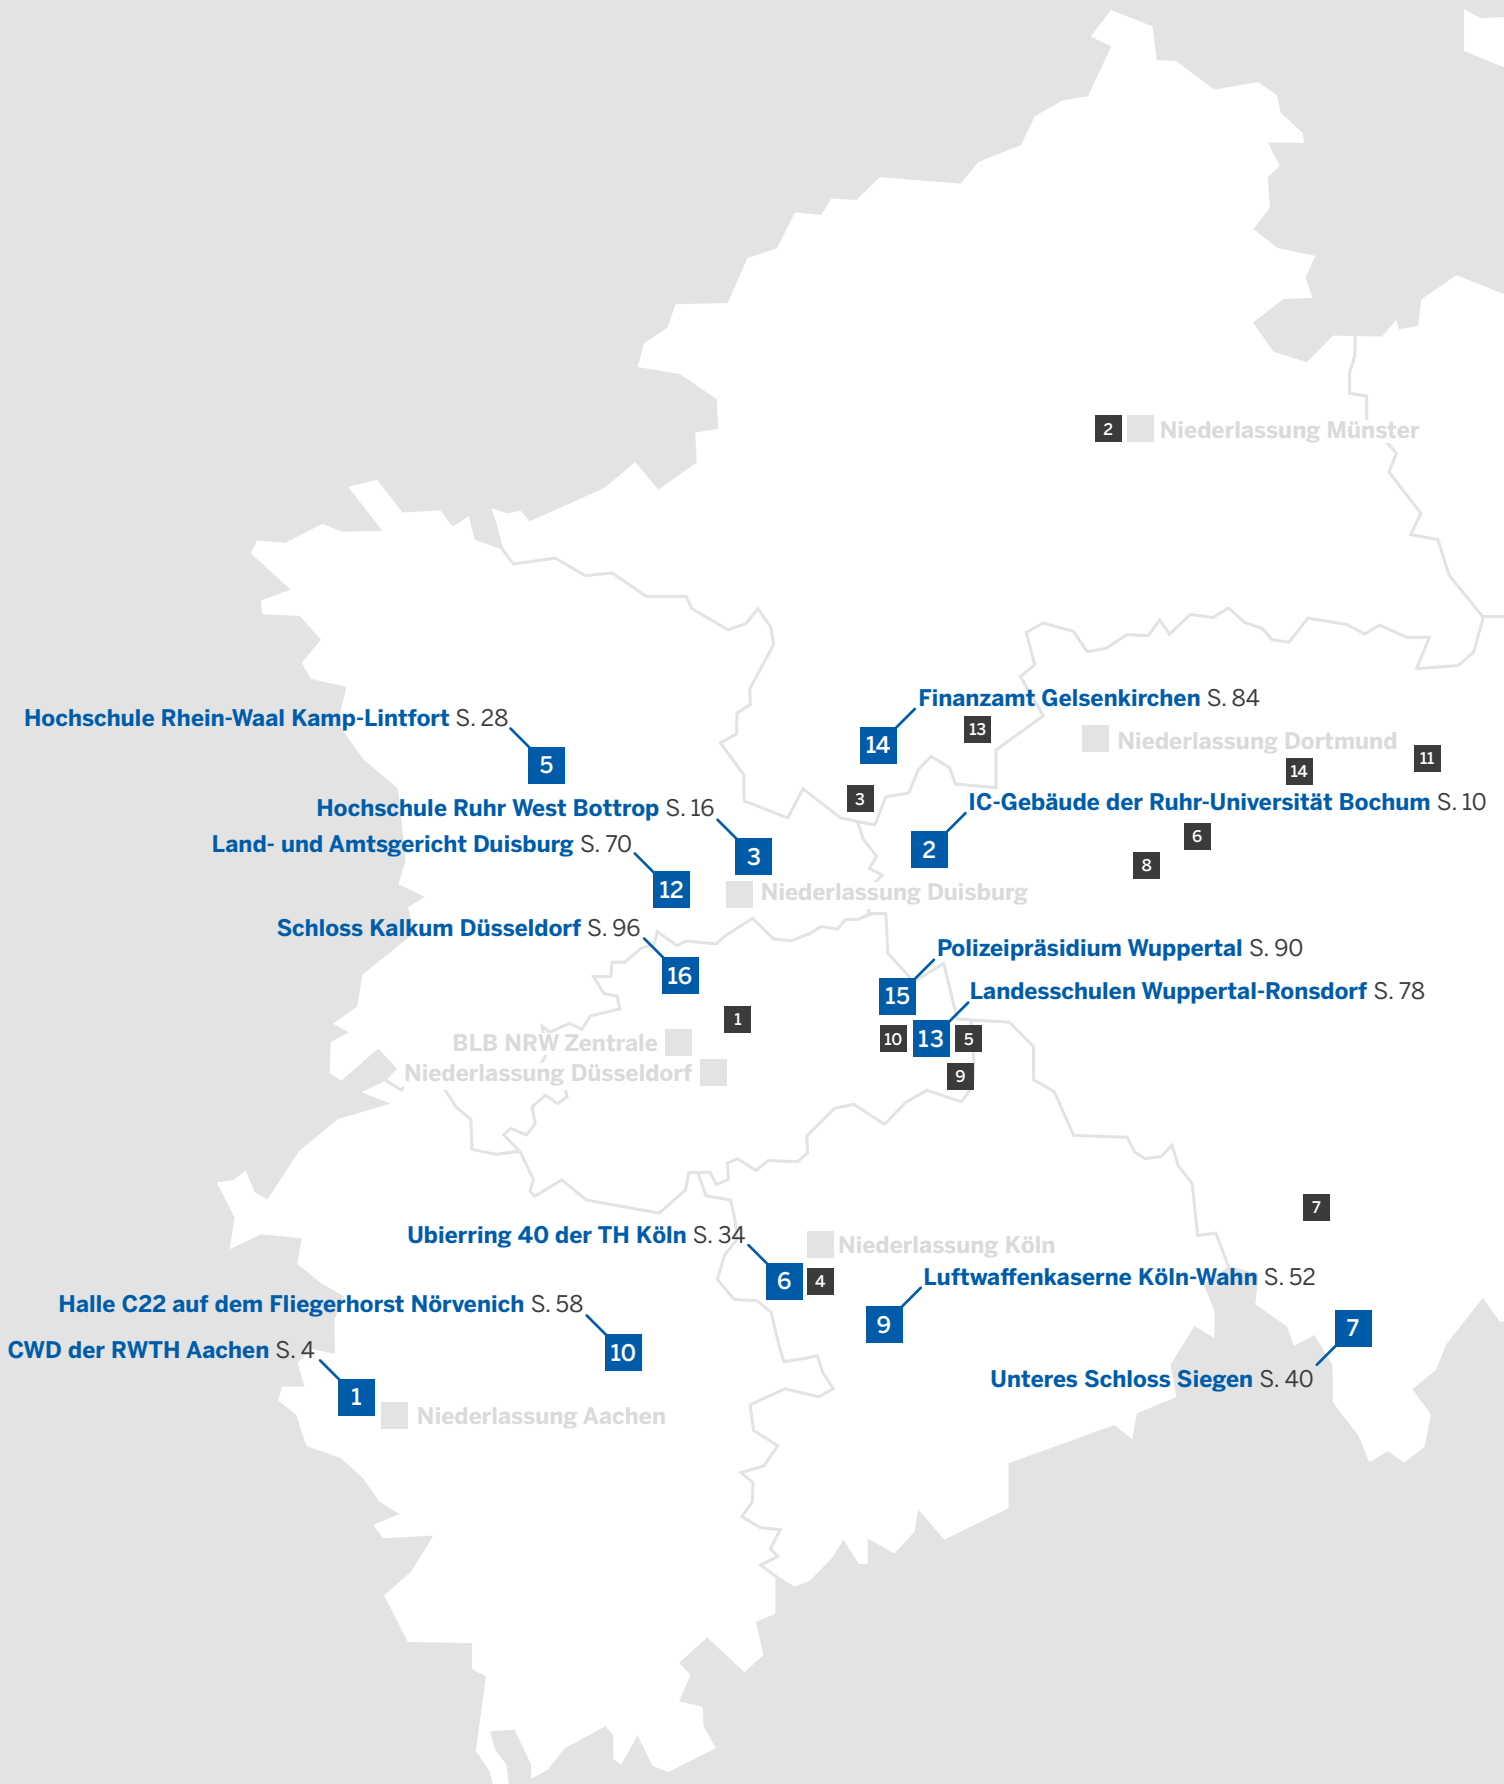 2 Niederlassung Münster
Finanzamt Gelsenkirchen S. 84
Hochschule Rhein-Waal Kamp-Lintfort S. 28
13
14
Niederlassung Dortmund
11
5
14
3
Hochschule Ruhr West Bottrop S. 16
IC-Gebäude der Ruhr-Universität Bochum S. 10
6
Land- und Amtsgericht Duisburg S. 70
3
2
8
12
Niederlassung Duisburg
Schloss Kalkum Düsseldorf S. 96
Polizeipräsidium Wuppertal S. 90
16
15
Landesschulen Wuppertal-Ronsdorf S. 78
1
BLB NRW Zentrale
10 13 5
Niederlassung Düsseldorf
9
7
Ubierring 40 der TH Köln S. 34
Niederlassung Köln
6 4
Luftwaffenkaserne Köln-Wahn S. 52
Halle C22 auf dem Fliegerhorst Nörvenich S. 58
9
7
CWD der RWTH Aachen S. 4
10
Unteres Schloss Siegen S. 40
1
Niederlassung Aachen